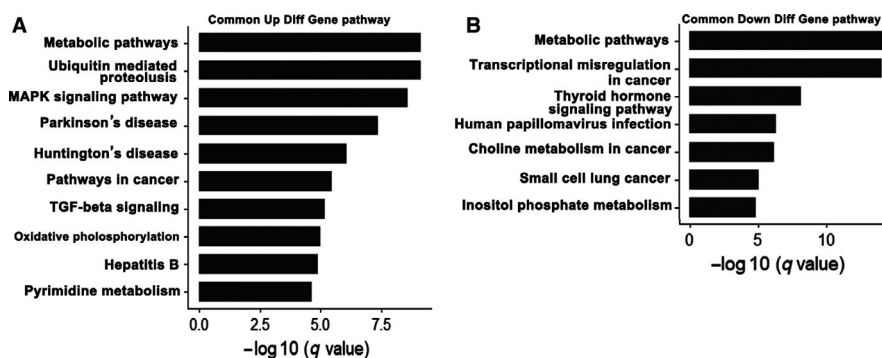 A
Common Up Diff Gene pathway
Metabolic pathways
Ubiquitin mediated
proteolusis
MAPK signaling pathway
Parkinson's disease
Huntington's disease
Pathways in cancer
TGF-beta signaling
Oxidative pholosphorylation
Hepatitis B
Pyrimidine metabolism
0.0 2.5 5.0 7.5
−log 10 (q value)
B
Common Down Diff Gene pathway
Metabolic pathways
Transcriptional misregulation
in cancer
Thyroid hormone
signaling pathway
Human papillomavirus infection
Choline metabolism in cancer
Small cell lung cancer
Inositol phosphate metabolism
0 5 10
−log 10 (q value)